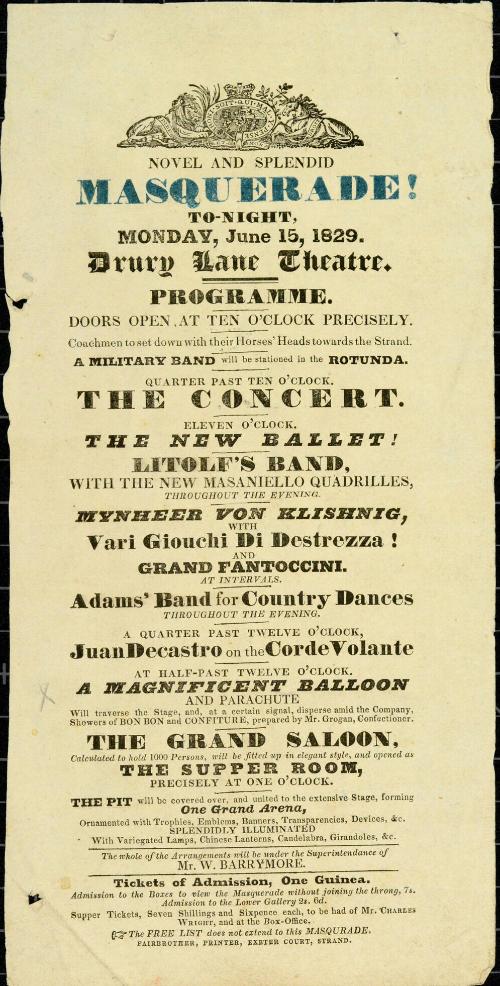 NOVEL AND SPLENDID
MASQUERADE!
TO-NIGHT,
MONDAY, June 15, 1829.
Drury Lane Theatre.
PROGRAMME.
DOORS OPEN AT TEN O'CLOCK PRECISELY.
Coachmen to set down with their Horses' Heads towards the Strand.
A MILITARY BAND will be stationed in the ROTUNDA.
QUARTER PAST TEN O'CLOCK.
THE CONCERT.
ELEVEN O'CLOCK.
THE NEW BALLET!
LITOLF'S BAND,
WITH THE NEW MASANIELLO QUADRILLES,
THROUGHOUT THE EVENING.
MYNHEER VON KLISHNIG,
WITH
Vari Giouchi Di Destrezza !
AND
GRAND FANTOCCINI.
AT INTERVALS.
Adams' Band for Country Dances
THROUGHOUT THE EVENING.
A QUARTER PAST TWELVE O'CLOCK,
Juan Decastro on the Corde Volante
AT HALF-PAST TWELVE O'CLOCK.
A MAGNIFICENT BALLOON
AND PARACHUTE
Will traverse the Stage, and, at a certain signal, disperse amid the Company,
Showers of BON BON and CONFITURE, prepared by Mr. Grogan, Confectioner.
THE GRAND SALOON,
Calculated to hold 1000 Persons, will be fitted up in elegant style, and opened as
THE SUPPER ROOM,
PRECISELY AT ONE O'CLOCK.
THE PIT will be covered over, and united to the extensive Stage, forming
One Grand Arena,
Ornamented with Trophies, Emblems, Banners, Transparencies, Devices, &c.
SPLENDIDLY ILLUMINATED
With Variegated Lamps, Chinese Lanterns, Candelabra, Girandoles, &c.
The whole of the Arrangements will be under the Superintendance of
Mr. W. BARRYMORE.
Tickets of Admission, One Guinea.
Admission to the Boxes to view the Masquerade without joining the throng, 7s.
Admission to the Lower Gallery 2s. 6d.
Supper Tickets, Seven Shillings and Sixpence each, to be had of Mr. CHARLES
WRIGHT, and at the Box-Office.
☞ The FREE LIST does not extend to this MASQURADE.
FAIRBROTHER, PRINTER, EXETER COURT, STRAND.